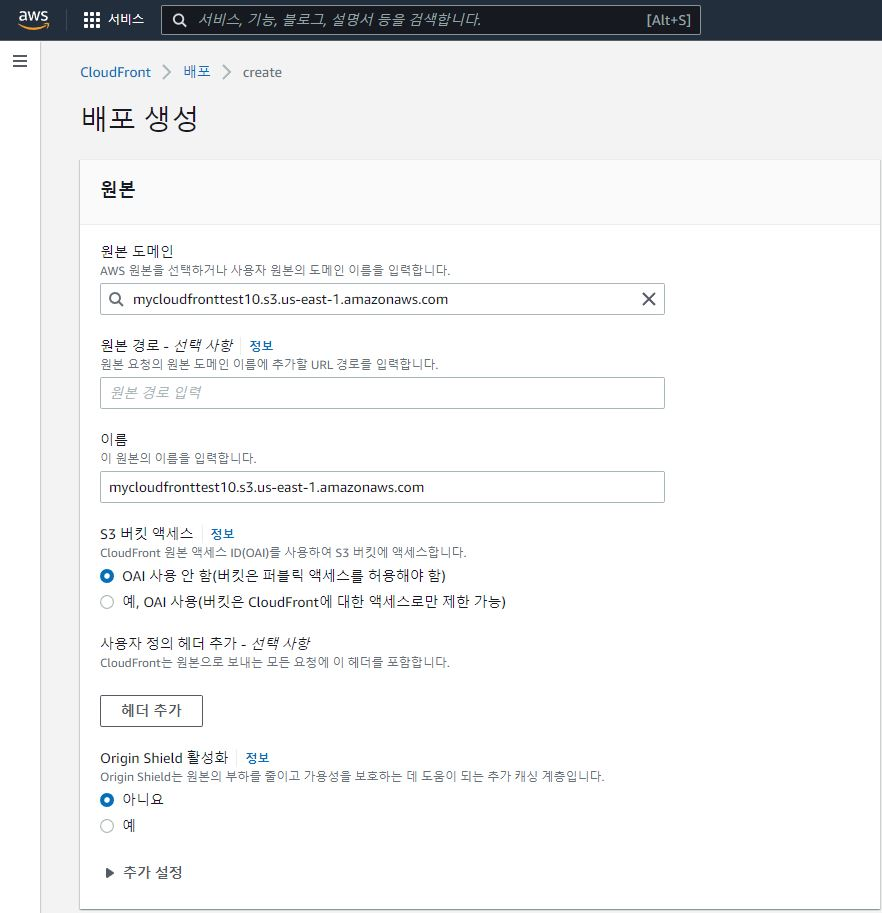 aws
서비스
서비스, 기능, 블로그, 설명서 등을 검색합니다.
[Alt+S]
CloudFront
배포
create
배포 생성
원본
원본 도메인
AWS 원본을 선택하거나 사용자 원본의 도메인 이름을 입력합니다.
mycloudfronttest10.s3.us-east-1.amazonaws.com
원본 경로 - 선택 사항 정보
원본 요청의 원본 도메인 이름에 추가할 URL 경로를 입력합니다.
원본 경로 입력
이름
이 원본의 이름을 입력합니다.
mycloudfronttest10.s3.us-east-1.amazonaws.com
S3 버킷 액세스 정보
CloudFront 원본 액세스 ID(OAI)를 사용하여 S3 버킷에 액세스합니다.
OAI 사용 안 함(버킷은 퍼블릭 액세스를 허용해야 함)
예, OAI 사용(버킷은 CloudFront에 대한 액세스로만 제한 가능)
사용자 정의 헤더 추가 - 선택 사항
CloudFront는 원본으로 보내는 모든 요청에 이 헤더를 포함합니다.
헤더 추가
Origin Shield 활성화 정보
Origin Shield는 원본의 부하를 줄이고 가용성을 보호하는 데 도움이 되는 추가 캐싱 계층입니다.
아니요
예
추가 설정